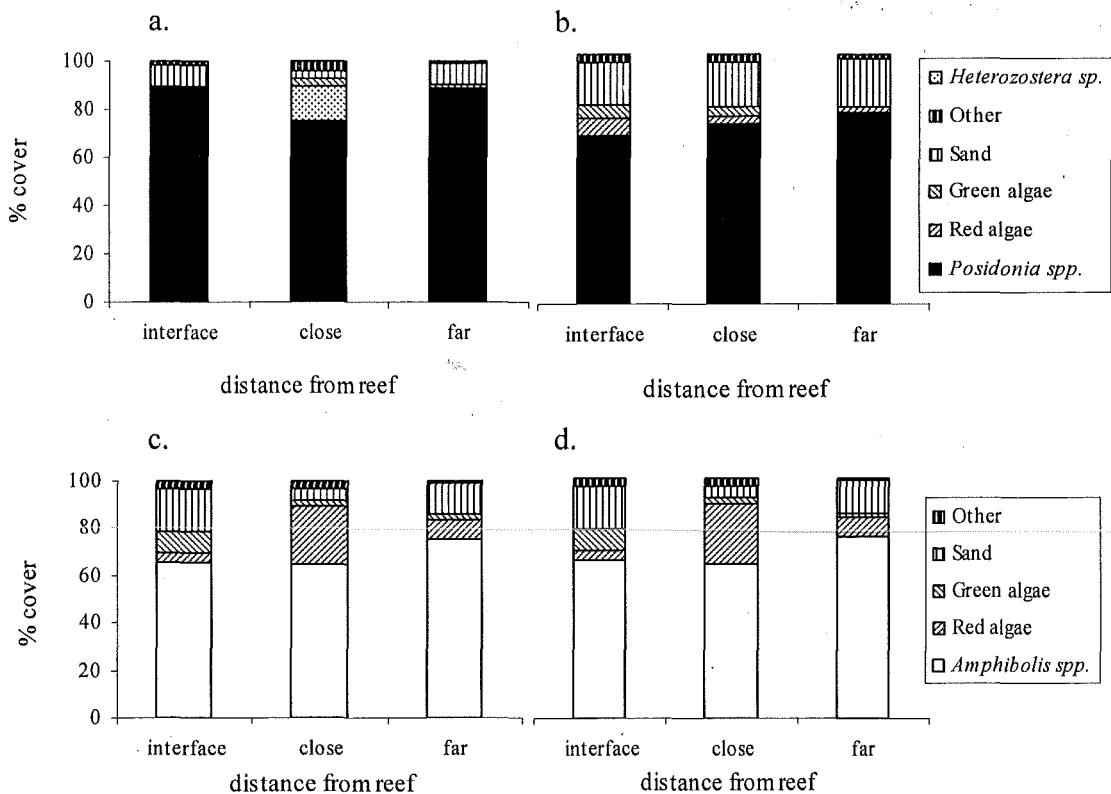 a.
100
80
60
40
20
0
% cover
interface close far
distance from reef
b.
interface close far
distance from reef
Heterozostera sp.
Other
Sand
Green algae
Red algae
Posidonia spp.
c.
100
80
60
40
20
0
% cover
interface close far
distance from reef
d.
interface close far
distance from reef
Other
Sand
Green algae
Red algae
Amphibolis spp.